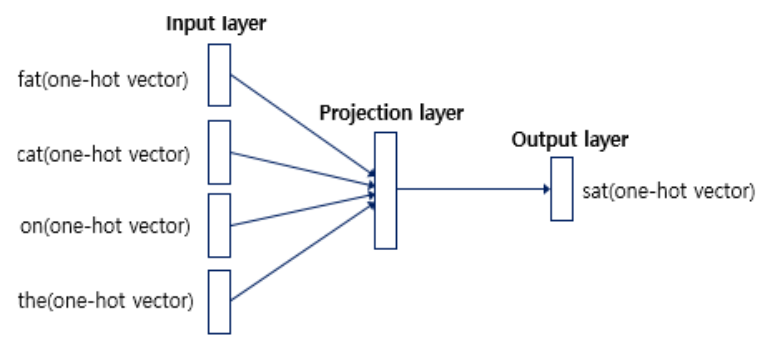 Input layer
fat(one-hot vector)
Projection layer
Output layer
cat(one-hot vector)
sat(one-hot vector)
on(one-hot vector)
the(one-hot vector)